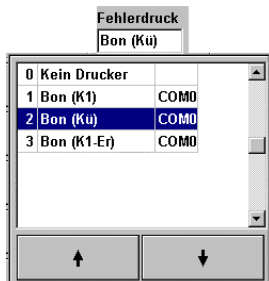 Fehlerdruck
Bon (Kü)
0 Kein Drucker
1 Bon (K1) COM0
2 Bon (Kü) COM0
3 Bon (K1-Er) COM0